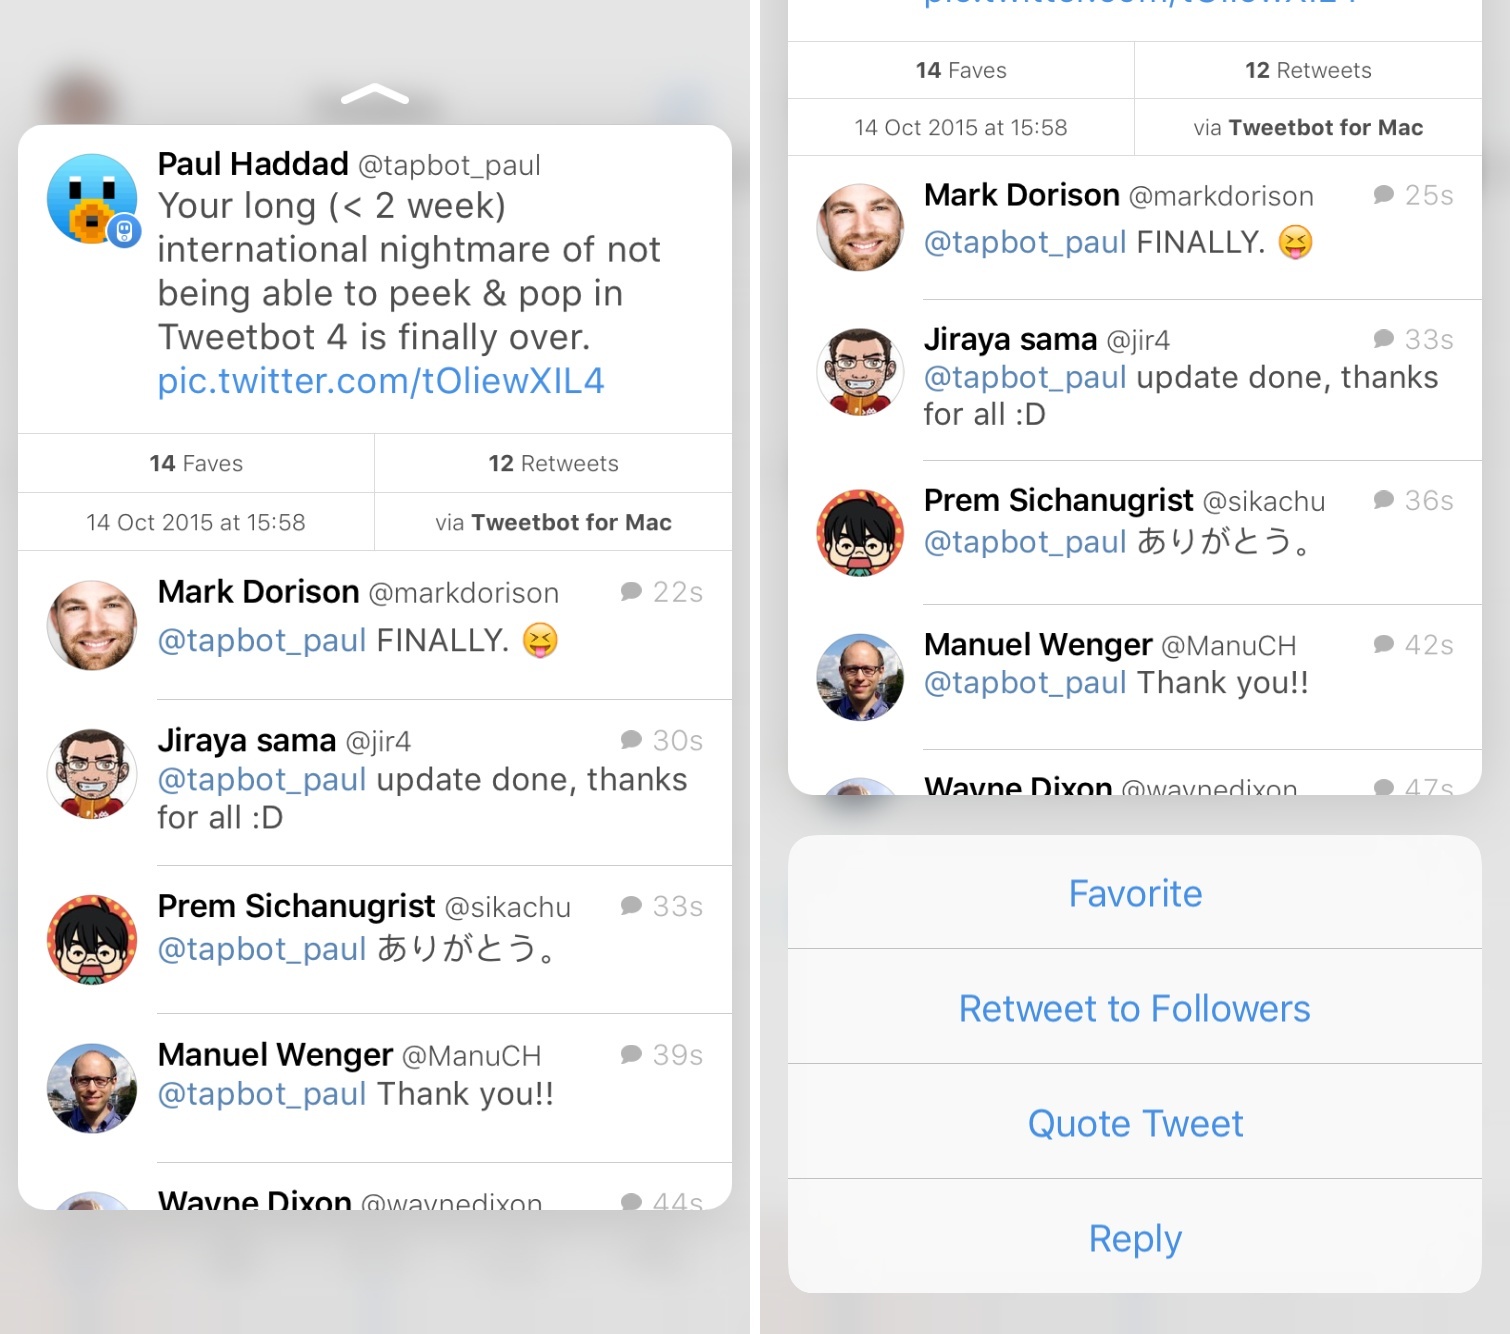 Paul Haddad @tapbot_paul
Your long (< 2 week)
international nightmare of not
being able to peek & pop in
Tweetbot 4 is finally over.
pic.twitter.com/tOliewXIL4
14 Faves
12 Retweets
14 Oct 2015 at 15:58
via Tweetbot for Mac
Mark Dorison @markdorison 22s
@tapbot_paul FINALLY. 😝
Jiraya sama @jir4 30s
@tapbot_paul update done, thanks
for all :D
Prem Sichanugrist @sikachu 33s
@tapbot_paul ありがとう。
Manuel Wenger @ManuCH 39s
@tapbot_paul Thank you!!
Wayne Dixon @waynedixon 44s
pic.twitter.com/tOliewXIL4
14 Faves
12 Retweets
14 Oct 2015 at 15:58
via Tweetbot for Mac
Mark Dorison @markdorison 25s
@tapbot_paul FINALLY. 😝
Jiraya sama @jir4 33s
@tapbot_paul update done, thanks
for all :D
Prem Sichanugrist @sikachu 36s
@tapbot_paul ありがとう。
Manuel Wenger @ManuCH 42s
@tapbot_paul Thank you!!
Wayne Dixon @waynedixon 47s
Favorite
Retweet to Followers
Quote Tweet
Reply